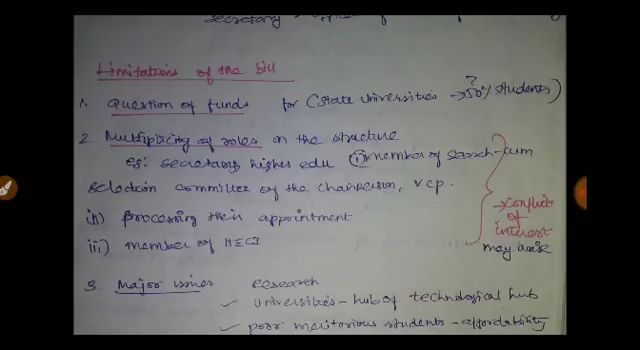 secretary
Limitations of the bill
1. Question of funds for (State Universities → 50% students)
?
2. Multiplicity of roles in the structure
eg: secretary higher edu (i) member of search-cum
selection committee of the chairperson, vcp.
ii) processing their appointment
iii) member of HECI
→ Conflict
of
interest
may arise
3. Major issues research
✓ Universities - hub of technological hub
✓ poor meritorious students - affordability